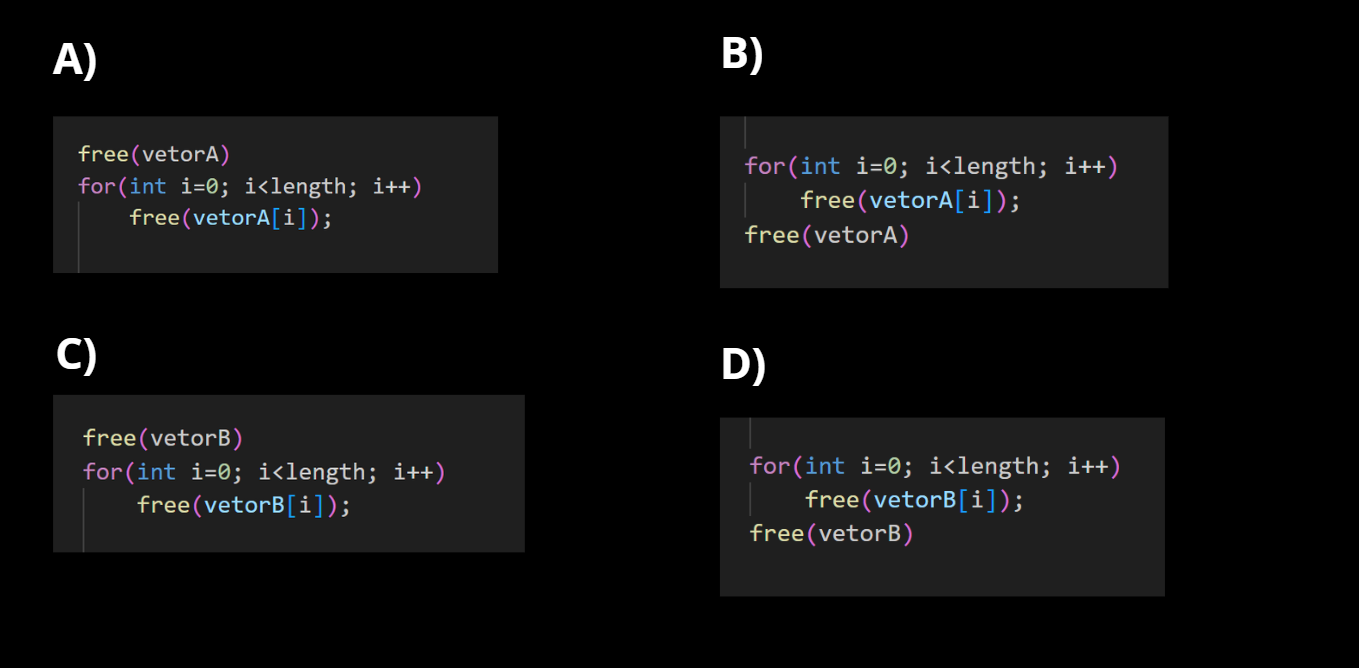 A)
free(vetorA)
for(int i=0; i<length; i++)
free(vetorA[i]);
B)
for(int i=0; i<length; i++)
free(vetorA[i]);
free(vetorA)
C)
free(vetorB)
for(int i=0; i<length; i++)
free(vetorB[i]);
D)
for(int i=0; i<length; i++)
free(vetorB[i]);
free(vetorB)